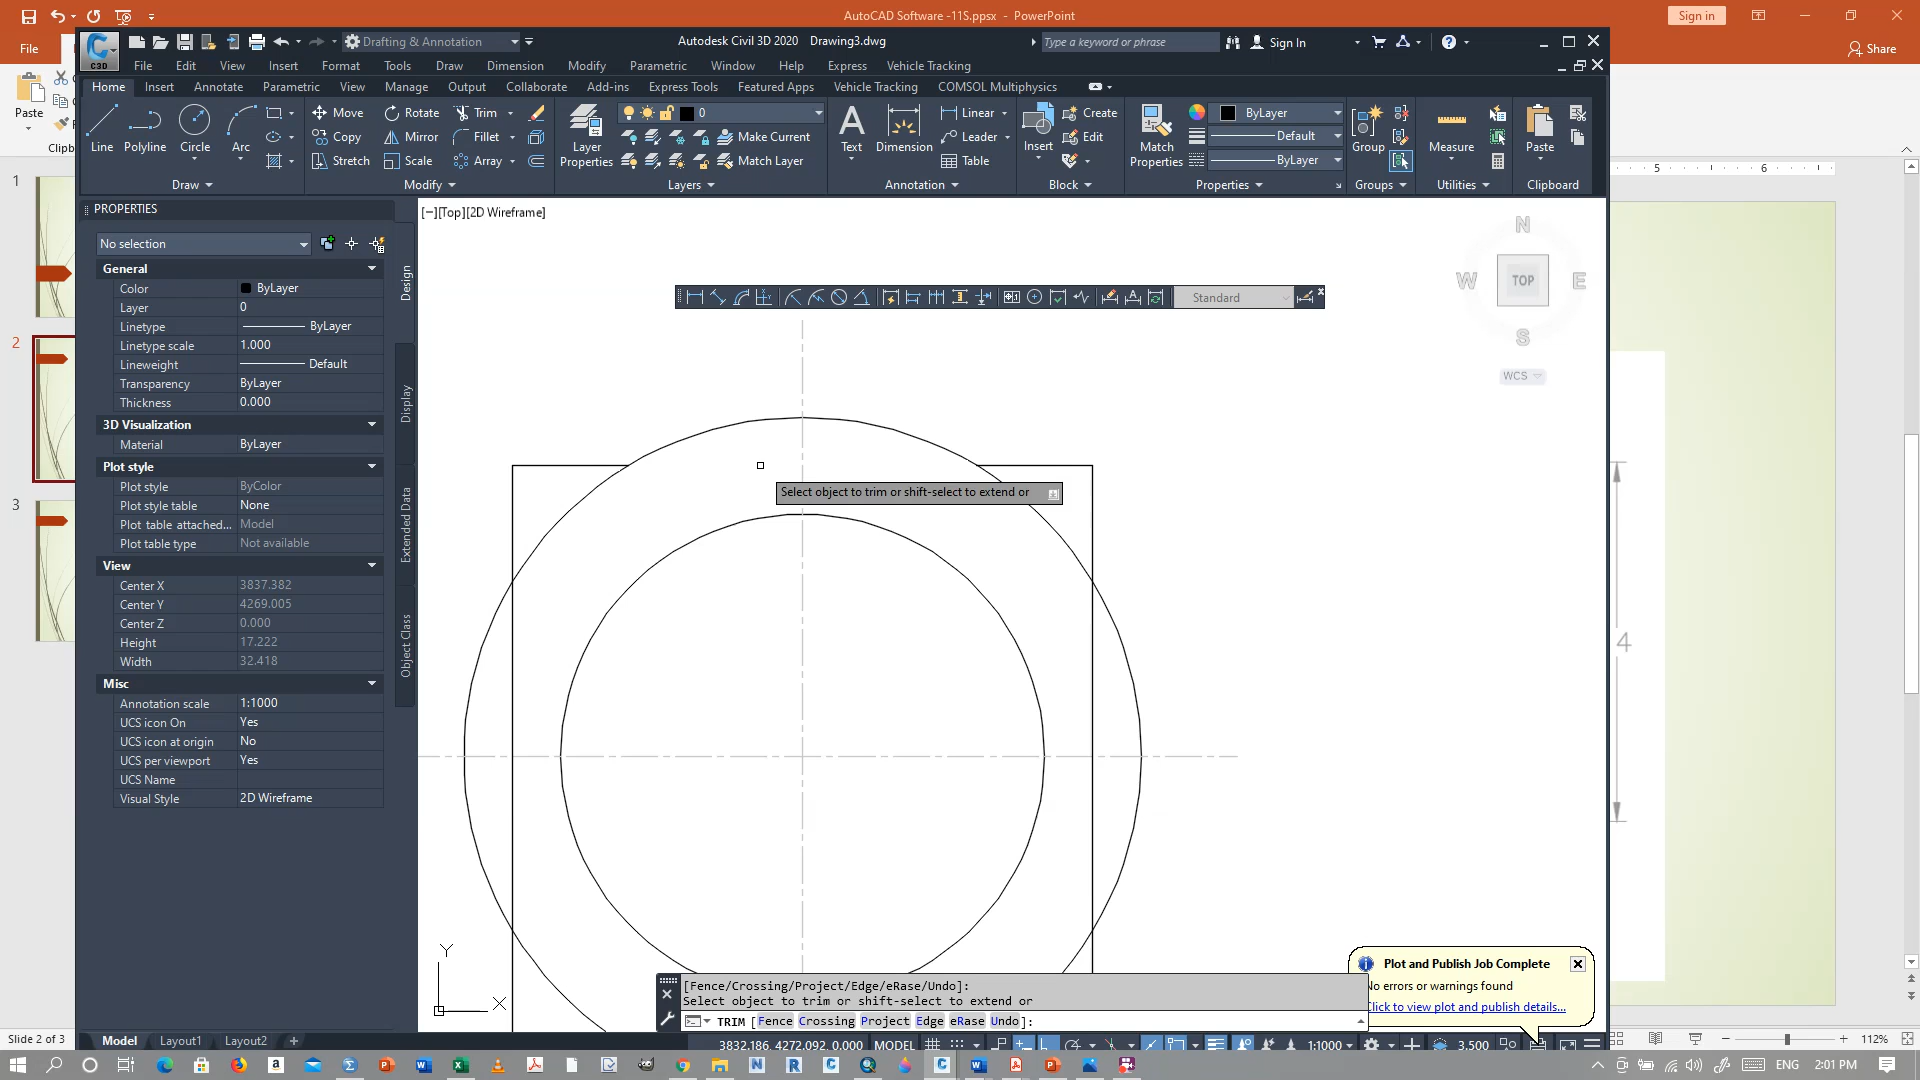 AutoCAD Software -11S.ppsx - PowerPoint
Sign in
File
Share
Paste
Clipb
C3D
Drafting & Annotation
Autodesk Civil 3D 2020 Drawing3.dwg
Type a keyword or phrase
Sign In
File Edit View Insert Format Tools Draw Dimension Modify Parametric Window Help Express Vehicle Tracking
Home Insert Annotate Parametric View Manage Output Collaborate Add-ins Express Tools Featured Apps Vehicle Tracking COMSOL Multiphysics
Line Polyline Circle Arc
Draw
Move Rotate Trim
Copy Mirror Fillet
Stretch Scale Array
Modify
Layer Properties
0
Make Current
Match Layer
Layers
Text
Dimension
Linear
Leader
Table
Annotation
Insert
Create
Edit
Block
Match Properties
ByLayer
Default
ByLayer
Properties
Group
Groups
Measure
Utilities
Paste
Clipboard
PROPERTIES
No selection
General
Color ByLayer
Layer 0
Linetype ByLayer
Linetype scale 1.000
Lineweight Default
Transparency ByLayer
Thickness 0.000
3D Visualization
Material ByLayer
Plot style
Plot style ByColor
Plot style table None
Plot table attached... Model
Plot table type Not available
View
Center X 3837.382
Center Y 4269.005
Center Z 0.000
Height 17.222
Width 32.418
Misc
Annotation scale 1:1000
UCS icon On Yes
UCS icon at origin No
UCS per viewport Yes
UCS Name
Visual Style 2D Wireframe
Design
Display
Extended Data
Object Class
[−][Top][2D Wireframe]
Standard
N
W TOP E
S
WCS
Select object to trim or shift-select to extend or
Y
X
[Fence/Crossing/Project/Edge/eRase/Undo]:
Select object to trim or shift-select to extend or
TRIM [Fence Crossing Project Edge eRase Undo]:
Plot and Publish Job Complete
No errors or warnings found
Click to view plot and publish details...
Model Layout1 Layout2 +
3832.186, 4272.092, 0.000 MODEL
1:1000
3.500
1
2
3
5 6
4
Slide 2 of 3
112%
ENG 2:01 PM